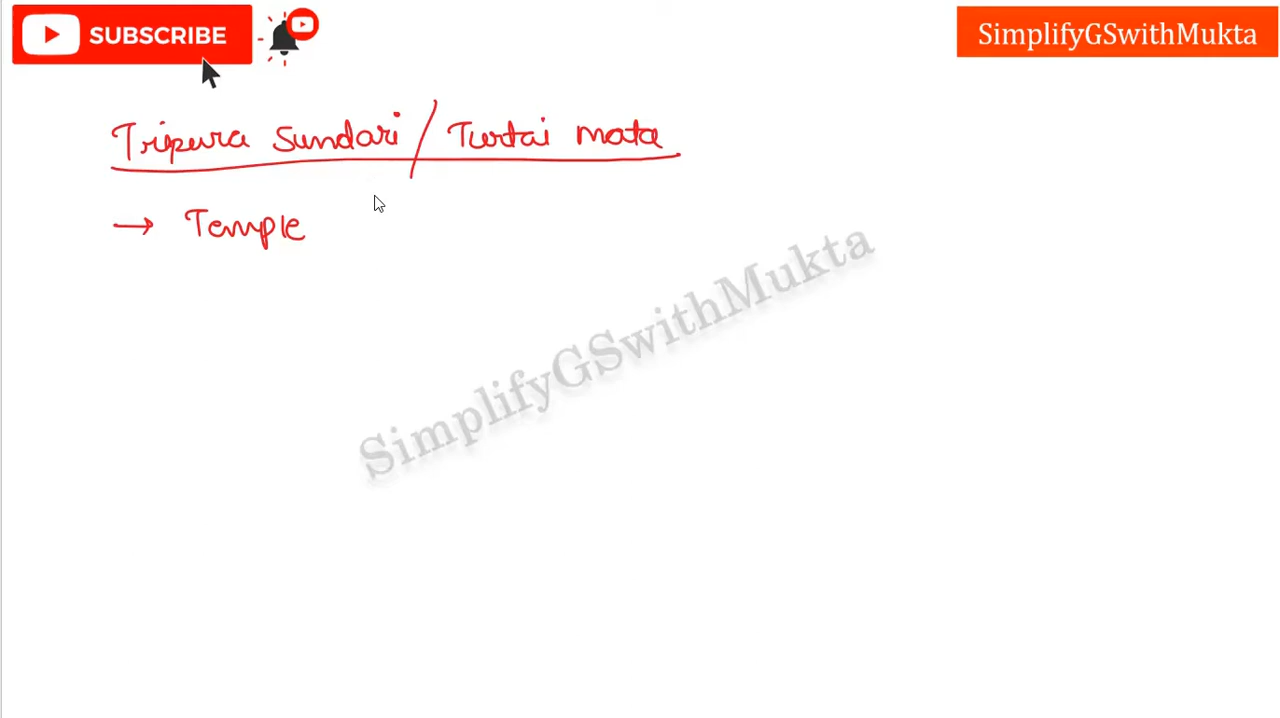 SUBSCRIBE
SimplifyGSwithMukta
Tripura Sundari / Turtai mata
→ Temple
SimplifyGSwithMukta